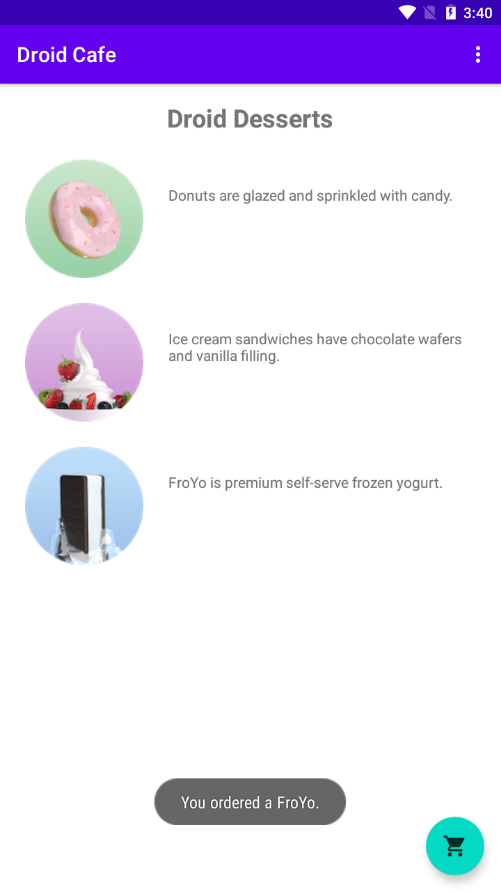 3:40
Droid Cafe
Droid Desserts
Donuts are glazed and sprinkled with candy.
Ice cream sandwiches have chocolate wafers
and vanilla filling.
FroYo is premium self-serve frozen yogurt.
You ordered a FroYo.